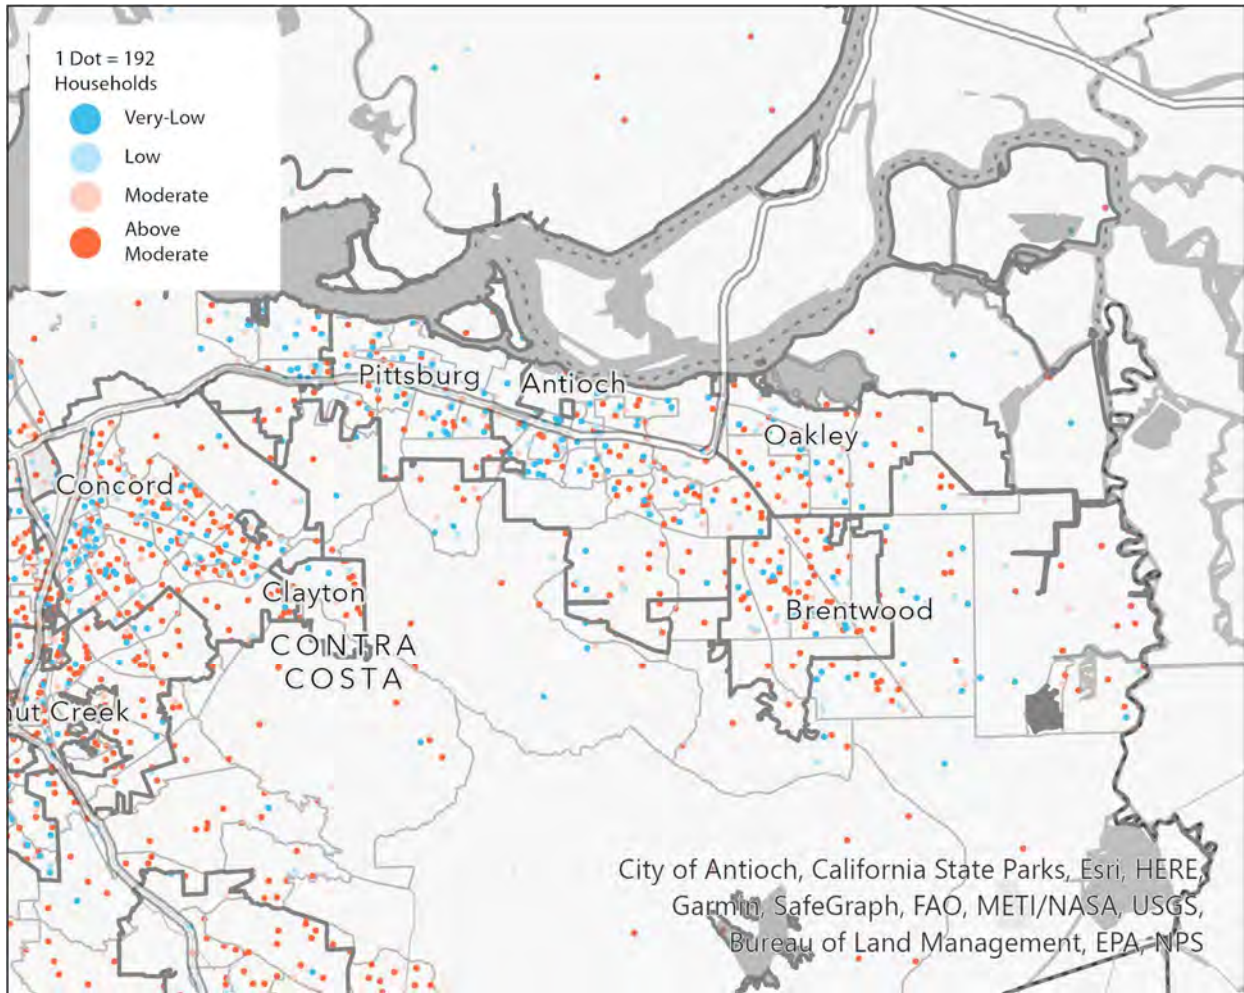 1 Dot = 192
Households
Very-Low
Low
Moderate
Above
Moderate
Pittsburg
Antioch
Oakley
Concord
Clayton
Brentwood
CONTRA
COSTA
nut Creek
City of Antioch, California State Parks, Esri, HERE,
Garmin, SafeGraph, FAO, METI/NASA, USGS,
Bureau of Land Management, EPA, NPS